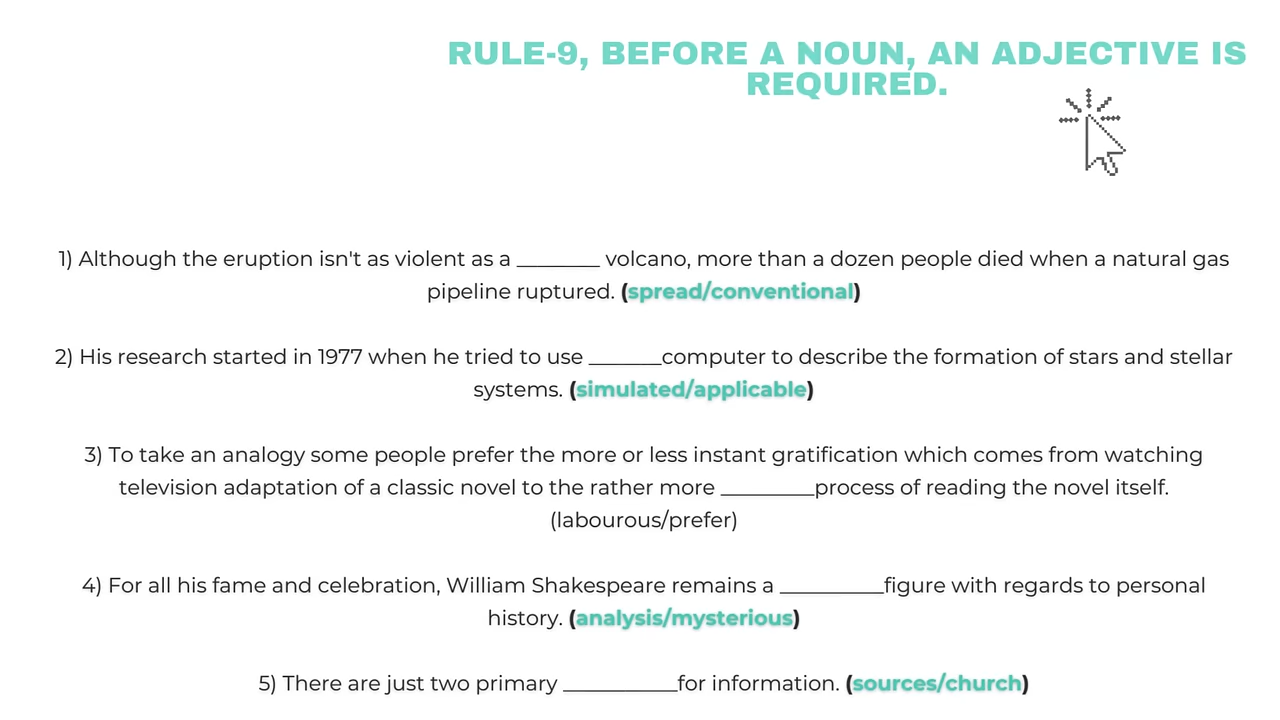 RULE-9, BEFORE A NOUN, AN ADJECTIVE IS
REQUIRED.
1) Although the eruption isn't as violent as a ________ volcano, more than a dozen people died when a natural gas
pipeline ruptured. (spread/conventional)
2) His research started in 1977 when he tried to use _______computer to describe the formation of stars and stellar
systems. (simulated/applicable)
3) To take an analogy some people prefer the more or less instant gratification which comes from watching
television adaptation of a classic novel to the rather more _________process of reading the novel itself.
(labourous/prefer)
4) For all his fame and celebration, William Shakespeare remains a __________figure with regards to personal
history. (analysis/mysterious)
5) There are just two primary ___________for information. (sources/church)